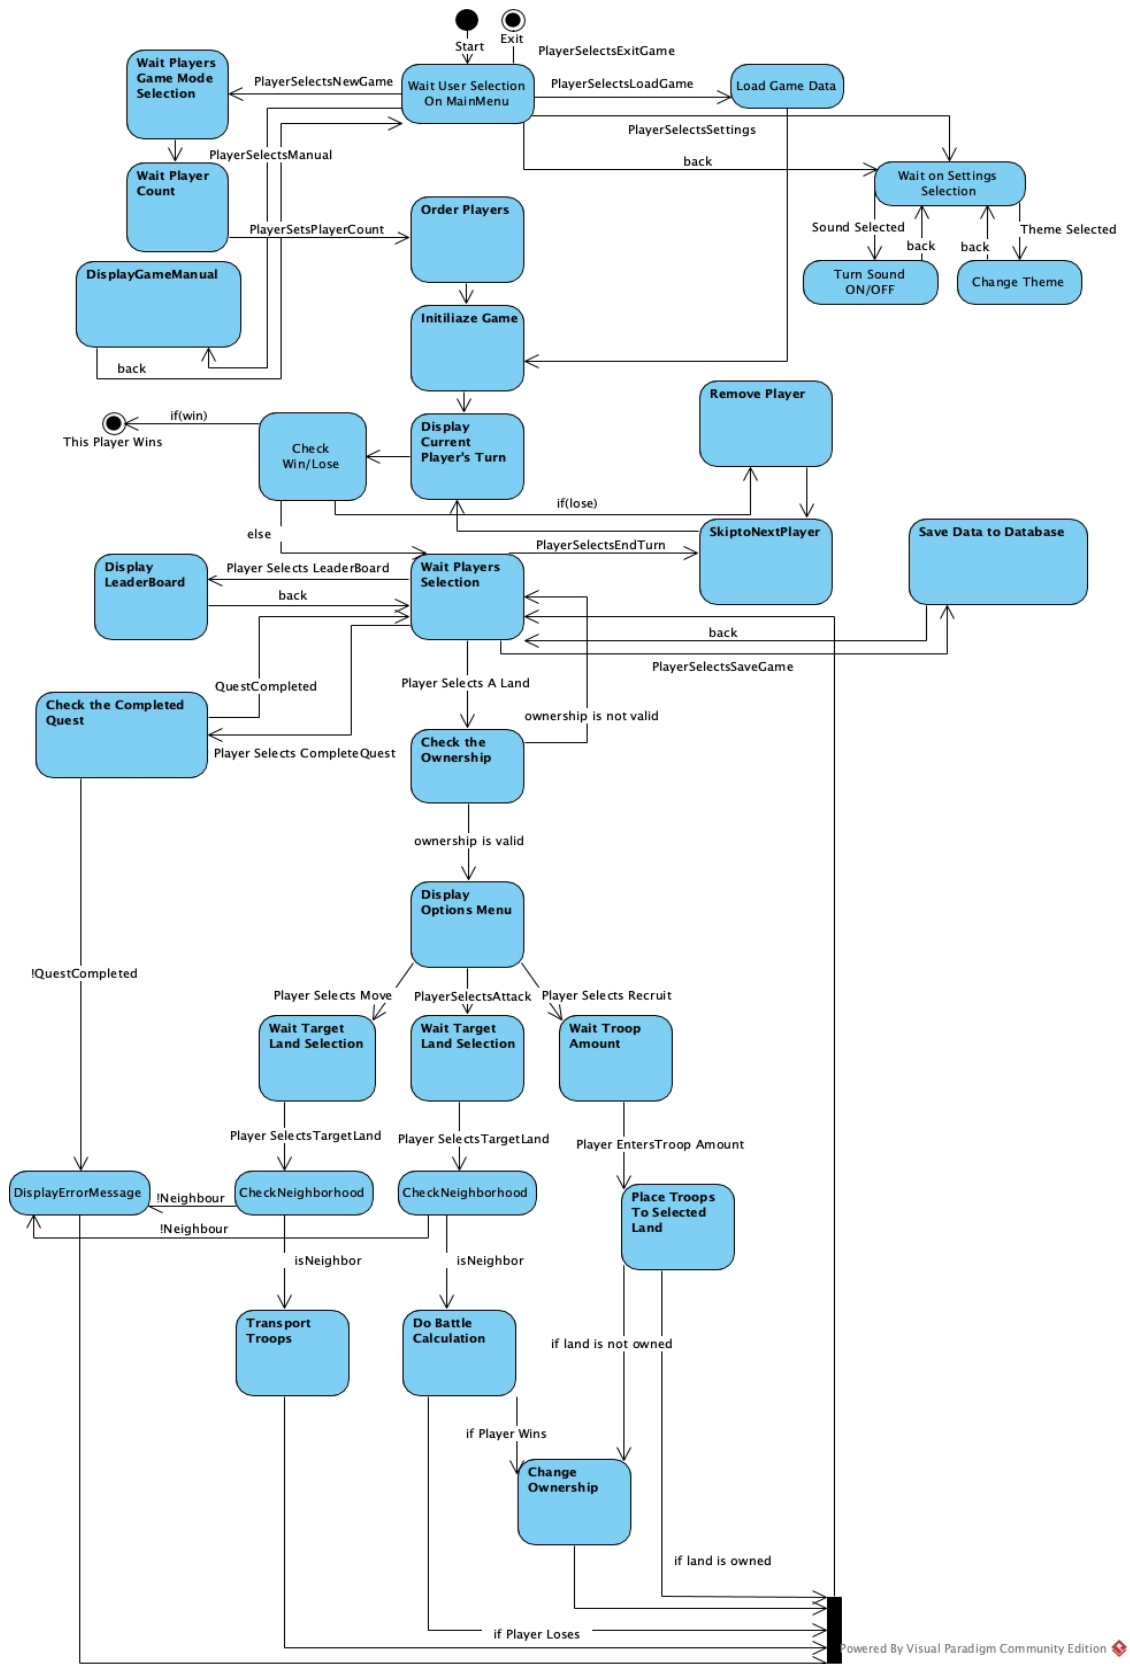 Start
Exit
PlayerSelectsExitGame
Wait Players
Game Mode
Selection
PlayerSelectsNewGame
Wait User Selection
On MainMenu
PlayerSelectsLoadGame
Load Game Data
PlayerSelectsSettings
PlayerSelectsManual
back
Wait Player
Count
Wait on Settings
Selection
Order Players
PlayerSetsPlayerCount
Sound Selected
back
back
Theme Selected
DisplayGameManual
Turn Sound
ON/OFF
Change Theme
Initiliaze Game
back
Remove Player
if(win)
This Player Wins
Check
Win/Lose
Display
Current
Player's Turn
if(lose)
else
PlayerSelectsEndTurn
SkiptoNextPlayer
Save Data to Database
Display
LeaderBoard
Player Selects LeaderBoard
back
Wait Players
Selection
back
PlayerSelectsSaveGame
QuestCompleted
Player Selects A Land
Check the Completed
Quest
ownership is not valid
Player Selects CompleteQuest
Check the
Ownership
ownership is valid
Display
Options Menu
!QuestCompleted
Player Selects Move
PlayerSelectsAttack
Player Selects Recruit
Wait Target
Land Selection
Wait Target
Land Selection
Wait Troop
Amount
Player SelectsTargetLand
Player SelectsTargetLand
Player EntersTroop Amount
DisplayErrorMessage
!Neighbour
CheckNeighborhood
CheckNeighborhood
Place Troops
To Selected
Land
!Neighbour
isNeighbor
isNeighbor
Transport
Troops
Do Battle
Calculation
if land is not owned
if Player Wins
Change
Ownership
if land is owned
if Player Loses
Powered By Visual Paradigm Community Edition